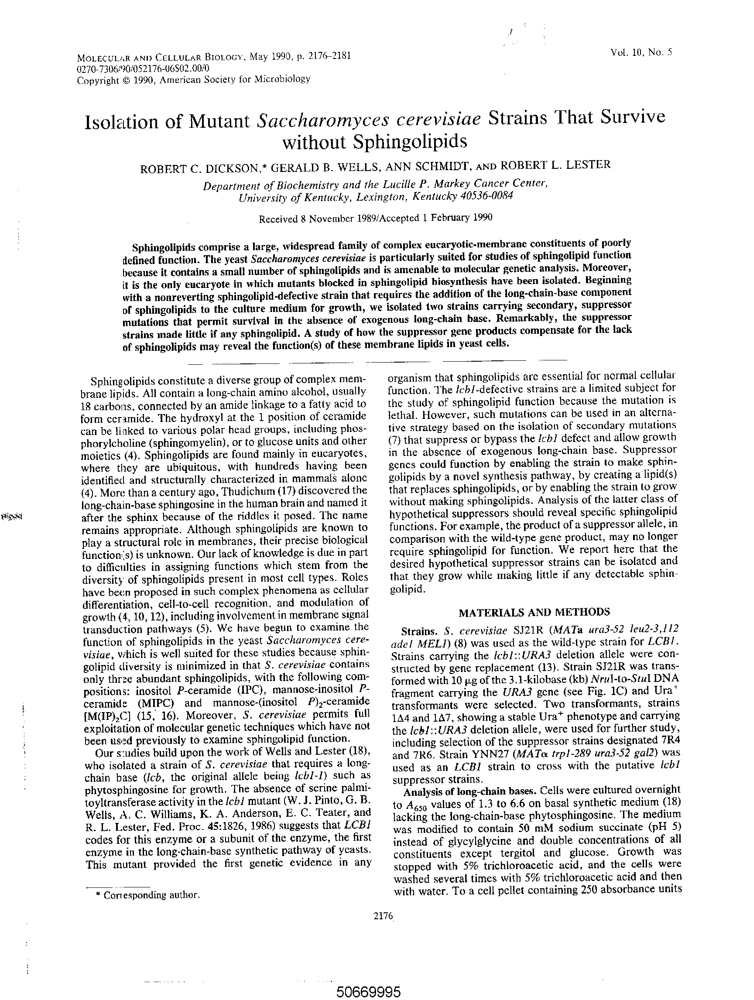 MOLECULAR AND CELLULAR BIOLOGY, May 1990, p. 2176-2181
0270-7306/90/052176-06$02.00/0
Copyright © 1990, American Society for Microbiology
Vol. 10, No. 5
Isolation of Mutant Saccharomyces cerevisiae Strains That Survive
without Sphingolipids
ROBERT C. DICKSON,* GERALD B. WELLS, ANN SCHMIDT, AND ROBERT L. LESTER
Department of Biochemistry and the Lucille P. Markey Cancer Center,
University of Kentucky, Lexington, Kentucky 40536-0084
Received 8 November 1989/Accepted 1 February 1990
Sphingolipids comprise a large, widespread family of complex eucaryotic-membrane constituents of poorly
defined function. The yeast Saccharomyces cerevisiae is particularly suited for studies of sphingolipid function
because it contains a small number of sphingolipids and is amenable to molecular genetic analysis. Moreover,
it is the only eucaryote in which mutants blocked in sphingolipid biosynthesis have been isolated. Beginning
with a nonreverting sphingolipid-defective strain that requires the addition of the long-chain-base component
of sphingolipids to the culture medium for growth, we isolated two strains carrying secondary, suppressor
mutations that permit survival in the absence of exogenous long-chain base. Remarkably, the suppressor
strains made little if any sphingolipid. A study of how the suppressor gene products compensate for the lack
of sphingolipids may reveal the function(s) of these membrane lipids in yeast cells.
Sphingolipids constitute a diverse group of complex mem-
brane lipids. All contain a long-chain amino alcohol, usually
18 carbons, connected by an amide linkage to a fatty acid to
form ceramide. The hydroxyl at the 1 position of ceramide
can be linked to various polar head groups, including phos-
phorylcholine (sphingomyelin), or to glucose units and other
moieties (4). Sphingolipids are found mainly in eucaryotes,
where they are ubiquitous, with hundreds having been
identified and structurally characterized in mammals alone
(4). More than a century ago, Thudichum (17) discovered the
long-chain-base sphingosine in the human brain and named it
after the sphinx because of the riddles it posed. The name
remains appropriate. Although sphingolipids are known to
play a structural role in membranes, their precise biological
function(s) is unknown. Our lack of knowledge is due in part
to difficulties in assigning functions which stem from the
diversity of sphingolipids present in most cell types. Roles
have been proposed in such complex phenomena as cellular
differentiation, cell-to-cell recognition, and modulation of
growth (4, 10, 12), including involvement in membrane signal
transduction pathways (5). We have begun to examine the
function of sphingolipids in the yeast Saccharomyces cere-
visiae, which is well suited for these studies because sphin-
golipid diversity is minimized in that S. cerevisiae contains
only three abundant sphingolipids, with the following com-
positions: inositol P-ceramide (IPC), mannose-inositol P-
ceramide (MIPC) and mannose-(inositol P)₂-ceramide
[M(IP)₂C] (15, 16). Moreover, S. cerevisiae permits full
exploitation of molecular genetic techniques which have not
been used previously to examine sphingolipid function.
Our studies build upon the work of Wells and Lester (18),
who isolated a strain of S. cerevisiae that requires a long-
chain base (lcb, the original allele being lcb1-1) such as
phytosphingosine for growth. The absence of serine palmi-
toyltransferase activity in the lcb1 mutant (W. J. Pinto, G. B.
Wells, A. C. Williams, K. A. Anderson, E. C. Teater, and
R. L. Lester, Fed. Proc. 45:1826, 1986) suggests that LCB1
codes for this enzyme or a subunit of the enzyme, the first
enzyme in the long-chain-base synthetic pathway of yeasts.
This mutant provided the first genetic evidence in any
* Corresponding author.
organism that sphingolipids are essential for normal cellular
function. The lcb1-defective strains are a limited subject for
the study of sphingolipid function because the mutation is
lethal. However, such mutations can be used in an alterna-
tive strategy based on the isolation of secondary mutations
(7) that suppress or bypass the lcb1 defect and allow growth
in the absence of exogenous long-chain base. Suppressor
genes could function by enabling the strain to make sphin-
golipids by a novel synthesis pathway, by creating a lipid(s)
that replaces sphingolipids, or by enabling the strain to grow
without making sphingolipids. Analysis of the latter class of
hypothetical suppressors should reveal specific sphingolipid
functions. For example, the product of a suppressor allele, in
comparison with the wild-type gene product, may no longer
require sphingolipid for function. We report here that the
desired hypothetical suppressor strains can be isolated and
that they grow while making little if any detectable sphin-
golipid.
MATERIALS AND METHODS
Strains. S. cerevisiae SJ21R (MATa ura3-52 leu2-3,112
ade1 MEL1) (8) was used as the wild-type strain for LCB1.
Strains carrying the lcb1::URA3 deletion allele were con-
structed by gene replacement (13). Strain SJ21R was trans-
formed with 10 μg of the 3.1-kilobase (kb) NruI-to-StuI DNA
fragment carrying the URA3 gene (see Fig. 1C) and Ura⁺
transformants were selected. Two transformants, strains
1Δ4 and 1Δ7, showing a stable Ura⁺ phenotype and carrying
the lcb1::URA3 deletion allele, were used for further study,
including selection of the suppressor strains designated 7R4
and 7R6. Strain YNN27 (MATα trp1-289 ura3-52 gal2) was
used as an LCB1 strain to cross with the putative lcb1
suppressor strains.
Analysis of long-chain bases. Cells were cultured overnight
to A₆₅₀ values of 1.3 to 6.6 on basal synthetic medium (18)
lacking the long-chain-base phytosphingosine. The medium
was modified to contain 50 mM sodium succinate (pH 5)
instead of glycylglycine and double concentrations of all
constituents except tergitol and glucose. Growth was
stopped with 5% trichloroacetic acid, and the cells were
washed several times with 5% trichloroacetic acid and then
with water. To a cell pellet containing 250 absorbance units
2176
50669995